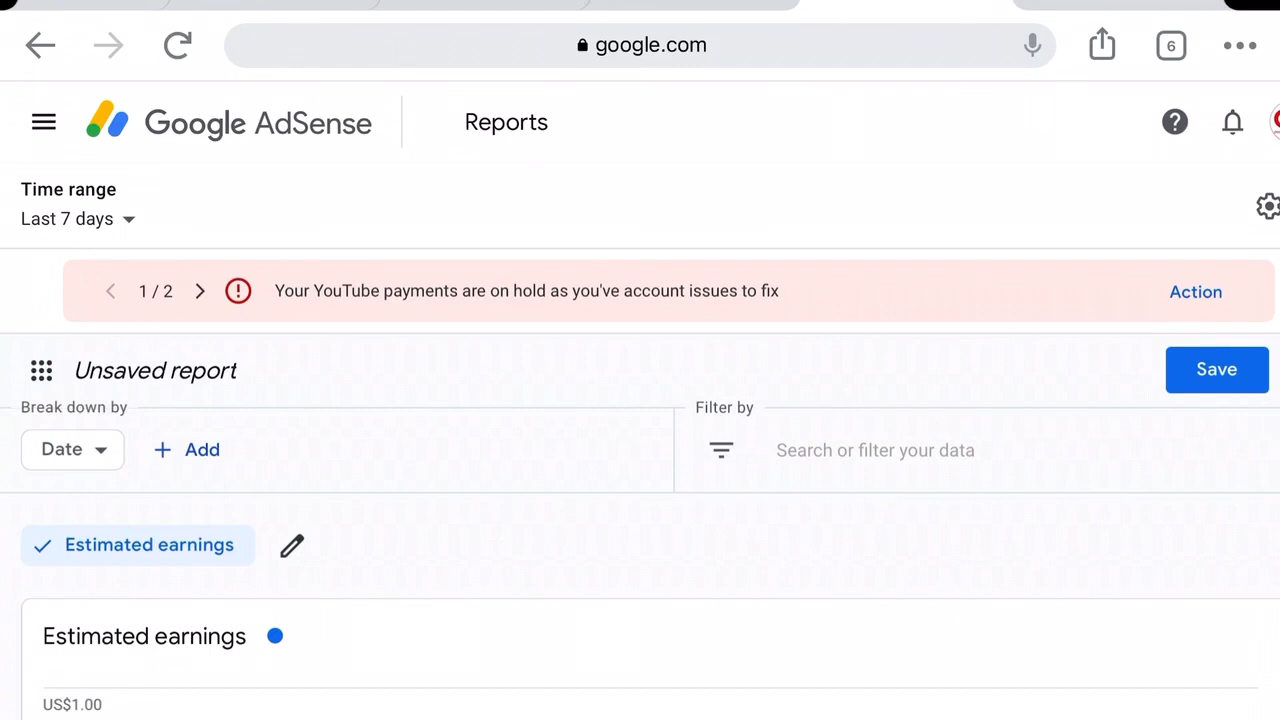 google.com
6
Google AdSense
Reports
Time range
Last 7 days
1 / 2
Your YouTube payments are on hold as you've account issues to fix
Action
Unsaved report
Save
Break down by
Filter by
Date
+ Add
Search or filter your data
Estimated earnings
Estimated earnings
US$1.00